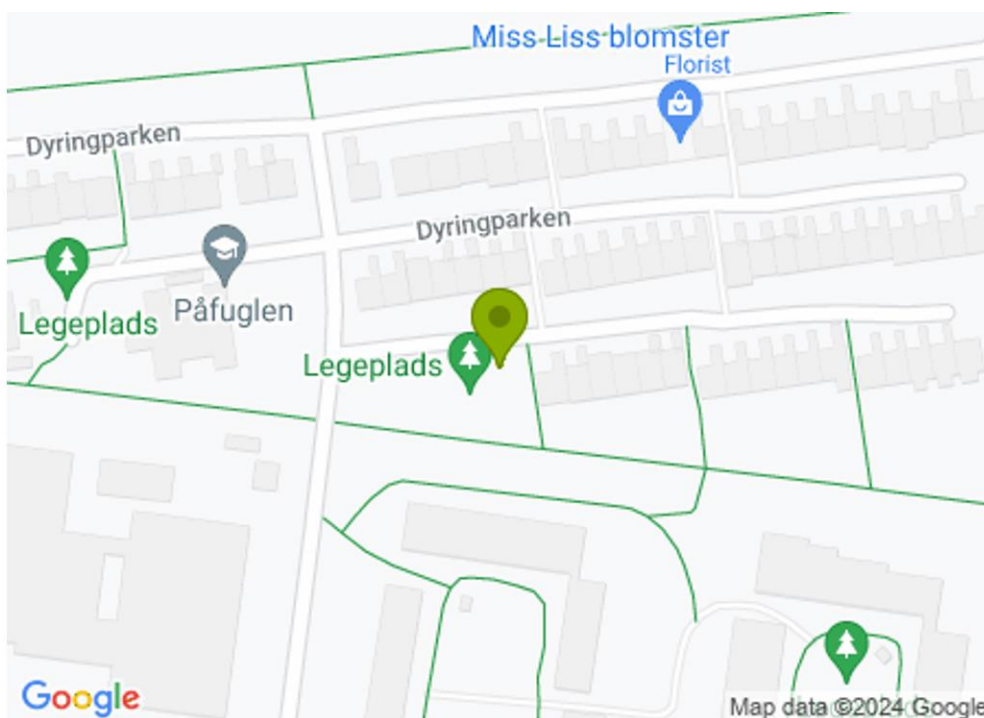 Miss Liss blomster
Florist
Dyringparken
Dyringparken
Påfuglen
Legeplads
Legeplads
Google
Map data ©2024 Google